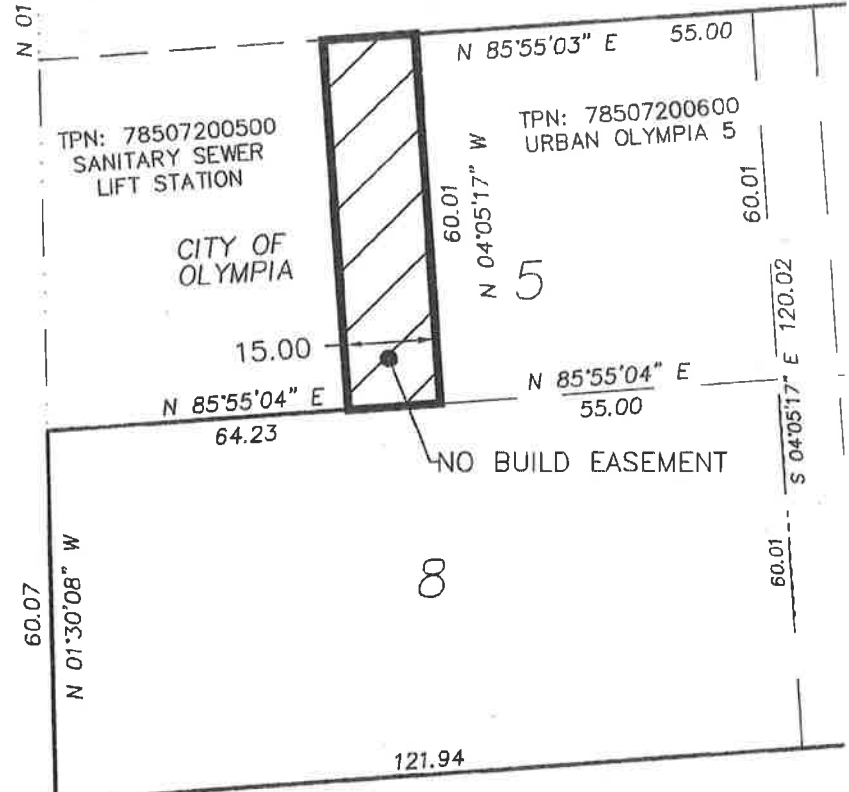 N 01
N 85°55'03" E 55.00
TPN: 78507200500
SANITARY SEWER
LIFT STATION
TPN: 78507200600
URBAN OLYMPIA 5
60.01
N 04°05'17" W
60.01
CITY OF
OLYMPIA
5
S 04°05'17" E 120.02
15.00
N 85°55'04" E
64.23
N 85°55'04" E
55.00
NO BUILD EASEMENT
60.07
N 01°30'08" W
8
60.01
121.94